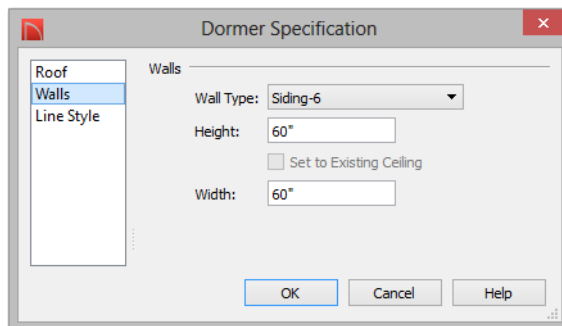 Dormer Specification
Roof
Walls
Line Style
Walls
Wall Type: Siding-6
Height: 60"
Set to Existing Ceiling
Width: 60"
OK Cancel Help